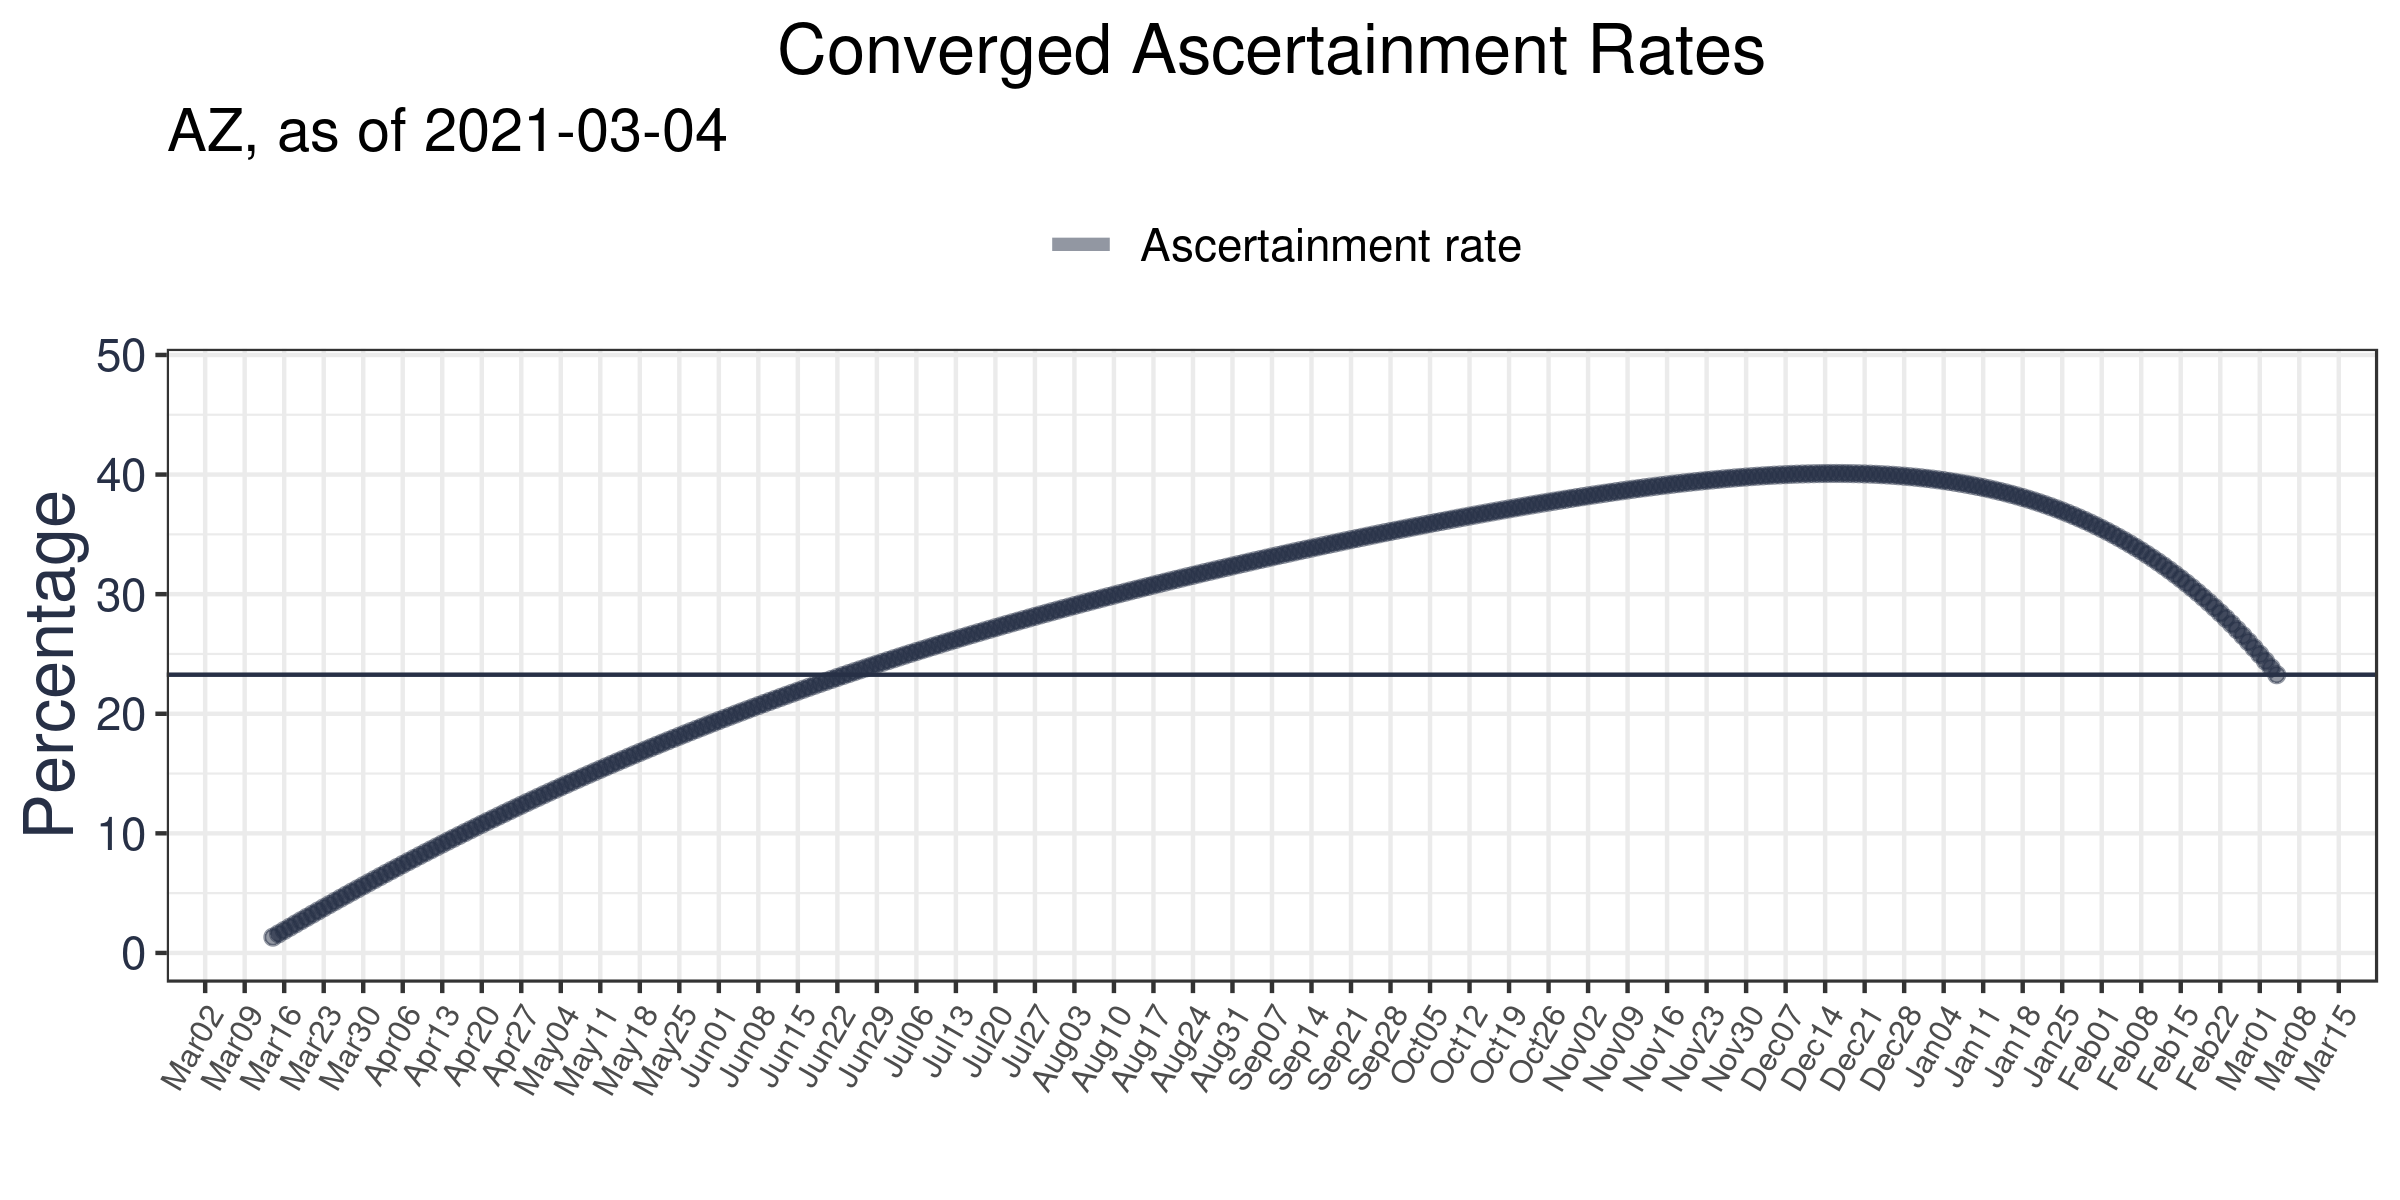 Converged Ascertainment Rates
AZ, as of 2021-03-04
Ascertainment rate
Percentage
50
40
30
20
10
0
Mar02
Mar09
Mar16
Mar23
Mar30
Apr06
Apr13
Apr20
Apr27
May04
May11
May18
May25
Jun01
Jun08
Jun15
Jun22
Jun29
Jul06
Jul13
Jul20
Jul27
Aug03
Aug10
Aug17
Aug24
Aug31
Sep07
Sep14
Sep21
Sep28
Oct05
Oct12
Oct19
Oct26
Nov02
Nov09
Nov16
Nov23
Nov30
Dec07
Dec14
Dec21
Dec28
Jan04
Jan11
Jan18
Jan25
Feb01
Feb08
Feb15
Feb22
Mar01
Mar08
Mar15